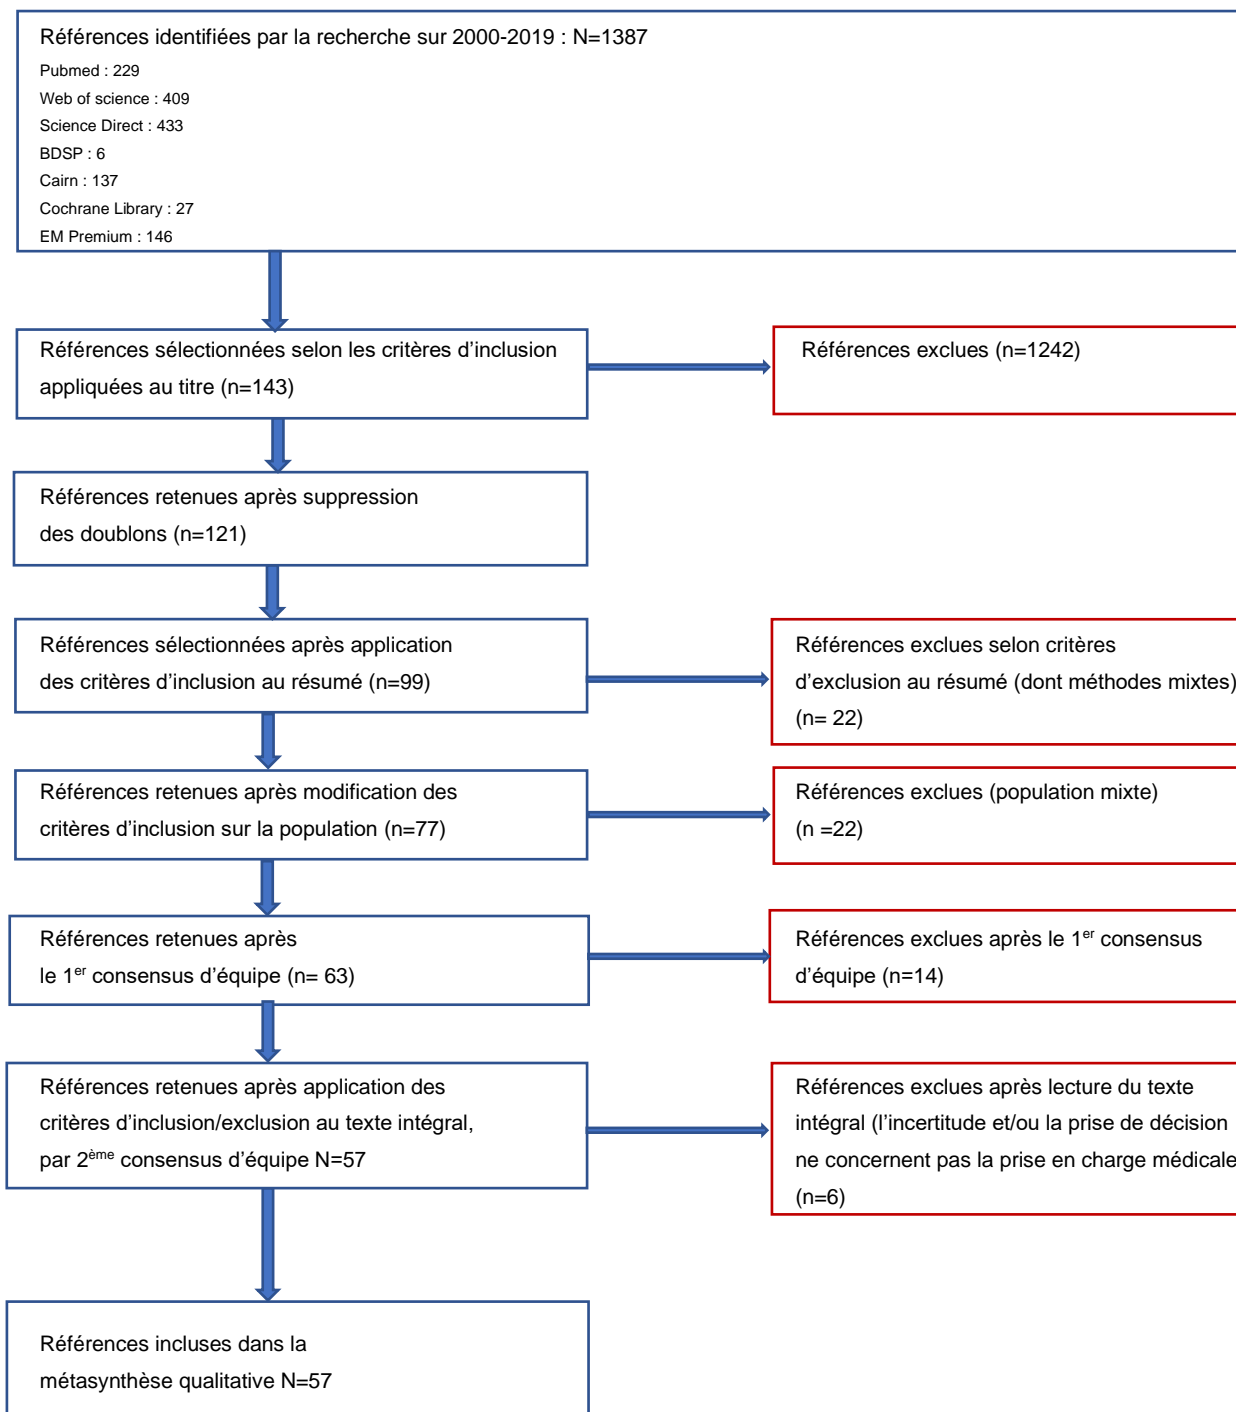 Références identifiées par la recherche sur 2000-2019 : N=1387
Pubmed : 229
Web of science : 409
Science Direct : 433
BDSP : 6
Cairn : 137
Cochrane Library : 27
EM Premium : 146
Références sélectionnées selon les critères d’inclusion
appliquées au titre (n=143)
Références exclues (n=1242)
Références retenues après suppression
des doublons (n=121)
Références sélectionnées après application
des critères d’inclusion au résumé (n=99)
Références exclues selon critères
d’exclusion au résumé (dont méthodes mixtes)
(n= 22)
Références retenues après modification des
critères d’inclusion sur la population (n=77)
Références exclues (population mixte)
(n =22)
Références retenues après
le 1er consensus d’équipe (n= 63)
Références exclues après le 1er consensus
d’équipe (n=14)
Références retenues après application des
critères d’inclusion/exclusion au texte intégral,
par 2ème consensus d’équipe N=57
Références exclues après lecture du texte
intégral (l’incertitude et/ou la prise de décision
ne concernent pas la prise en charge médicale
(n=6)
Références incluses dans la
métasynthèse qualitative N=57